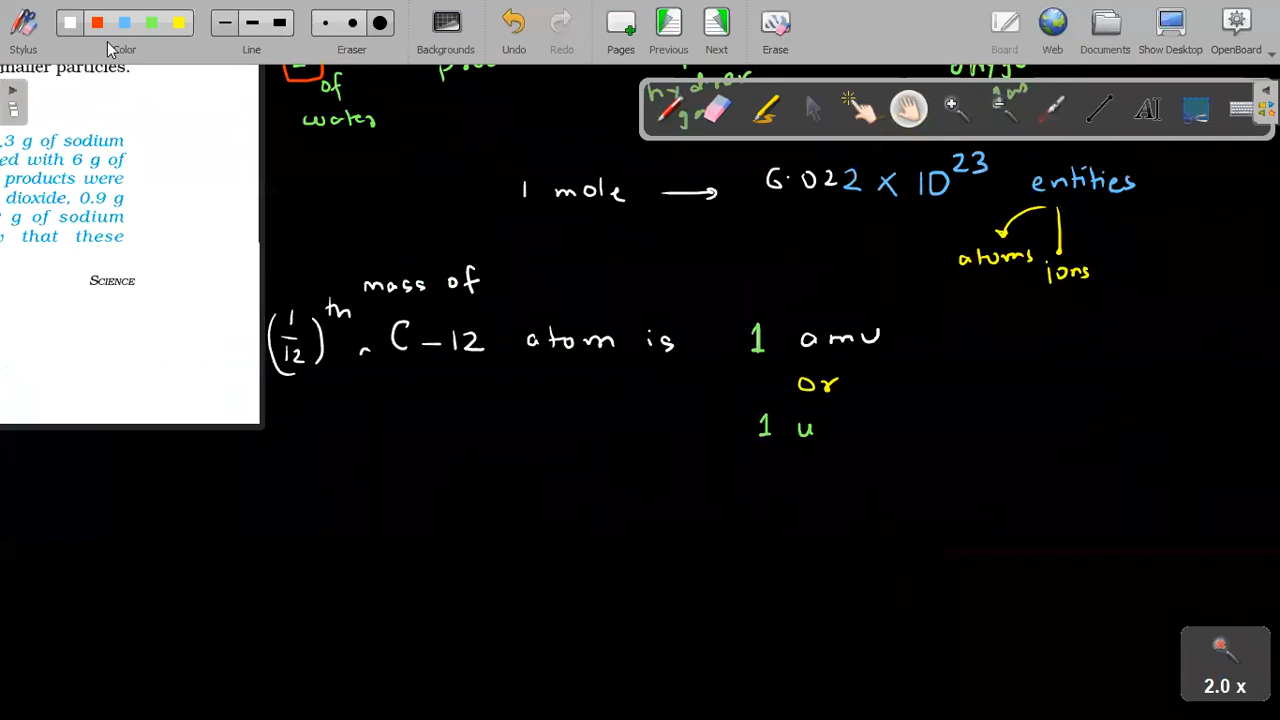 Stylus Color Line Eraser Backgrounds Undo Redo Pages Previous Next Erase Board Web Documents Show Desktop OpenBoard
maller particles.
of
water
hydrogen
gas
.3 g of sodium
ed with 6 g of
products were
dioxide, 0.9 g
g of sodium
that these
SCIENCE
1 mole → 6.022 X 10^23 entities
atoms ions
mass of
(1/12)^th C-12 atom is 1 amu
or
1 u
2.0 x